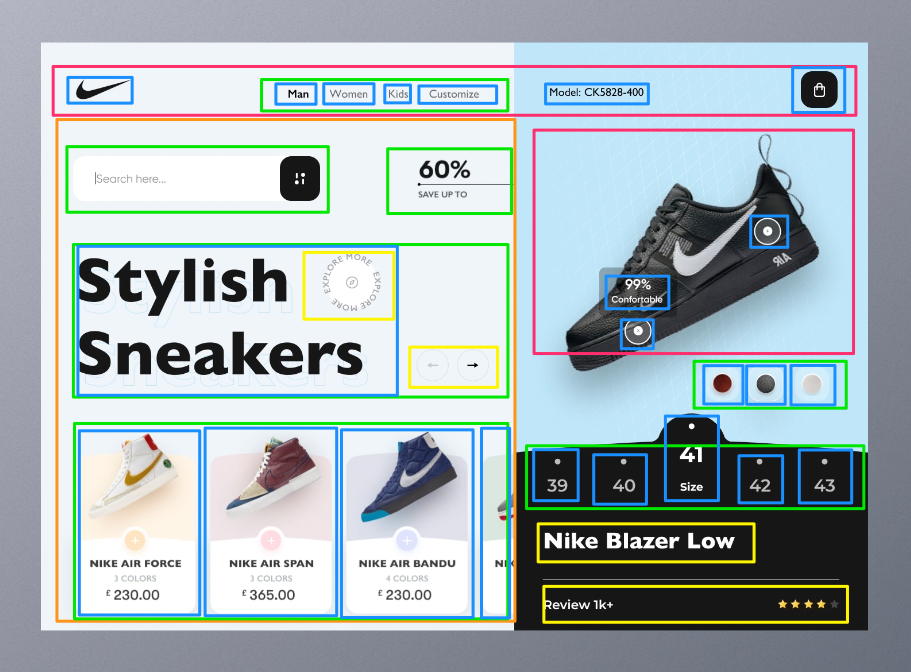 Man Women Kids Customize
Model: CK5828-400
Search here...
60%
SAVE UP TO
Stylish
Sneakers
EXPLORE MORE EXPLORE MORE
NIKE AIR FORCE
3 COLORS
£ 230.00
NIKE AIR SPAN
3 COLORS
£ 365.00
NIKE AIR BANDU
4 COLORS
£ 230.00
AIR
99%
Comfortable
39 40 41 42 43
Size
Nike Blazer Low
Review 1k+